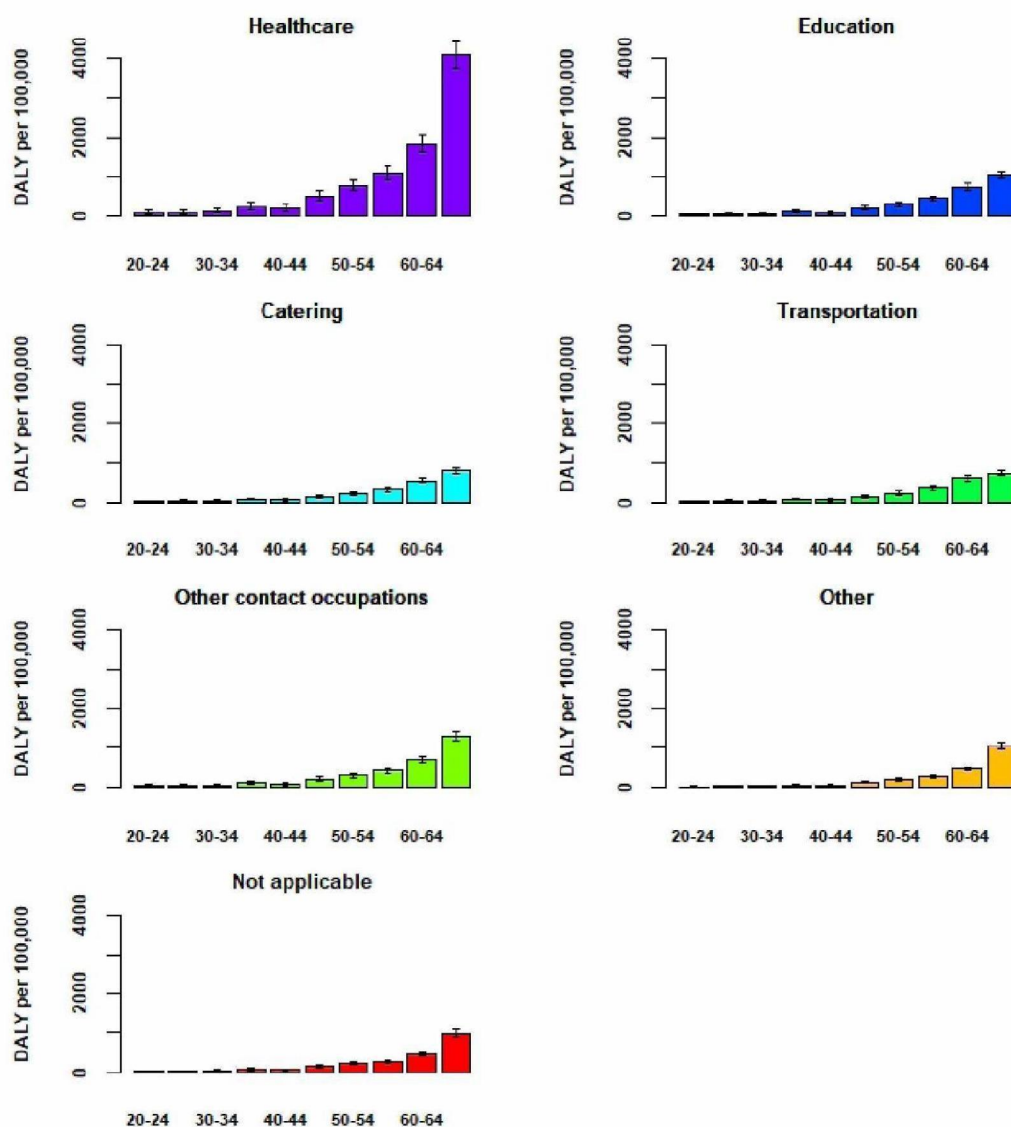 Healthcare
DALY per 100,000
4000
2000
0
20-24 30-34 40-44 50-54 60-64
Education
DALY per 100,000
4000
2000
0
20-24 30-34 40-44 50-54 60-64
Catering
DALY per 100,000
4000
2000
0
20-24 30-34 40-44 50-54 60-64
Transportation
DALY per 100,000
4000
2000
0
20-24 30-34 40-44 50-54 60-64
Other contact occupations
DALY per 100,000
4000
2000
0
20-24 30-34 40-44 50-54 60-64
Other
DALY per 100,000
4000
2000
0
20-24 30-34 40-44 50-54 60-64
Not applicable
DALY per 100,000
4000
2000
0
20-24 30-34 40-44 50-54 60-64